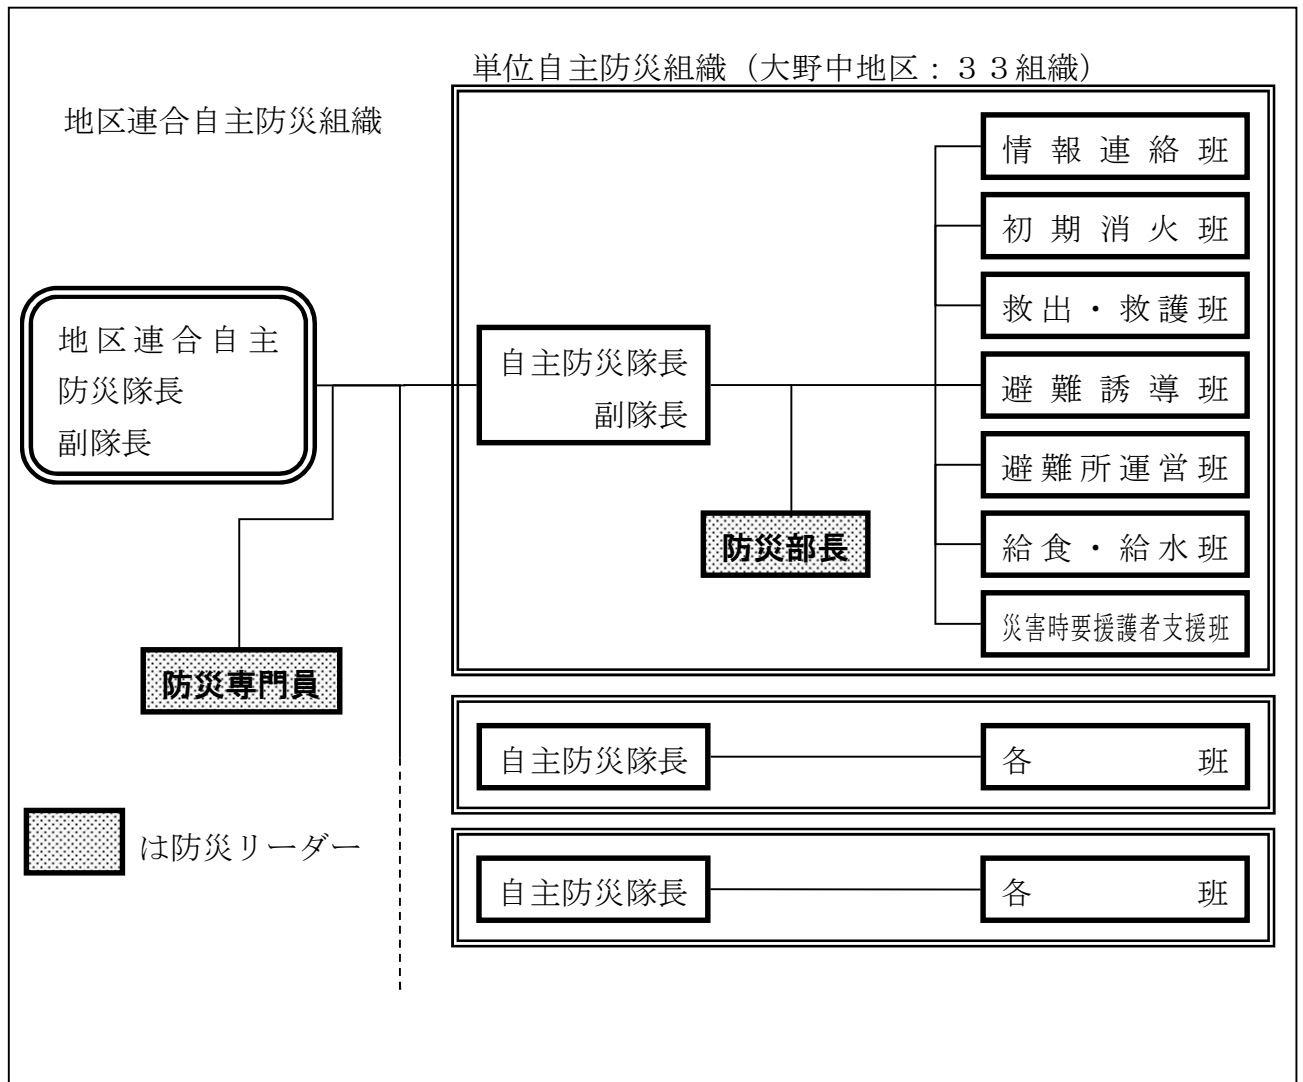 単位自主防災組織(大野中地区:33組織)
地区連合自主防災組織
地区連合自主
防災隊長
副隊長
防災専門員
自主防災隊長
副隊長
防災部長
情報連絡班
初期消火班
救出・救護班
避難誘導班
避難所運営班
給食・給水班
災害時要援護者支援班
自主防災隊長
各班
自主防災隊長
各班
は防災リーダー